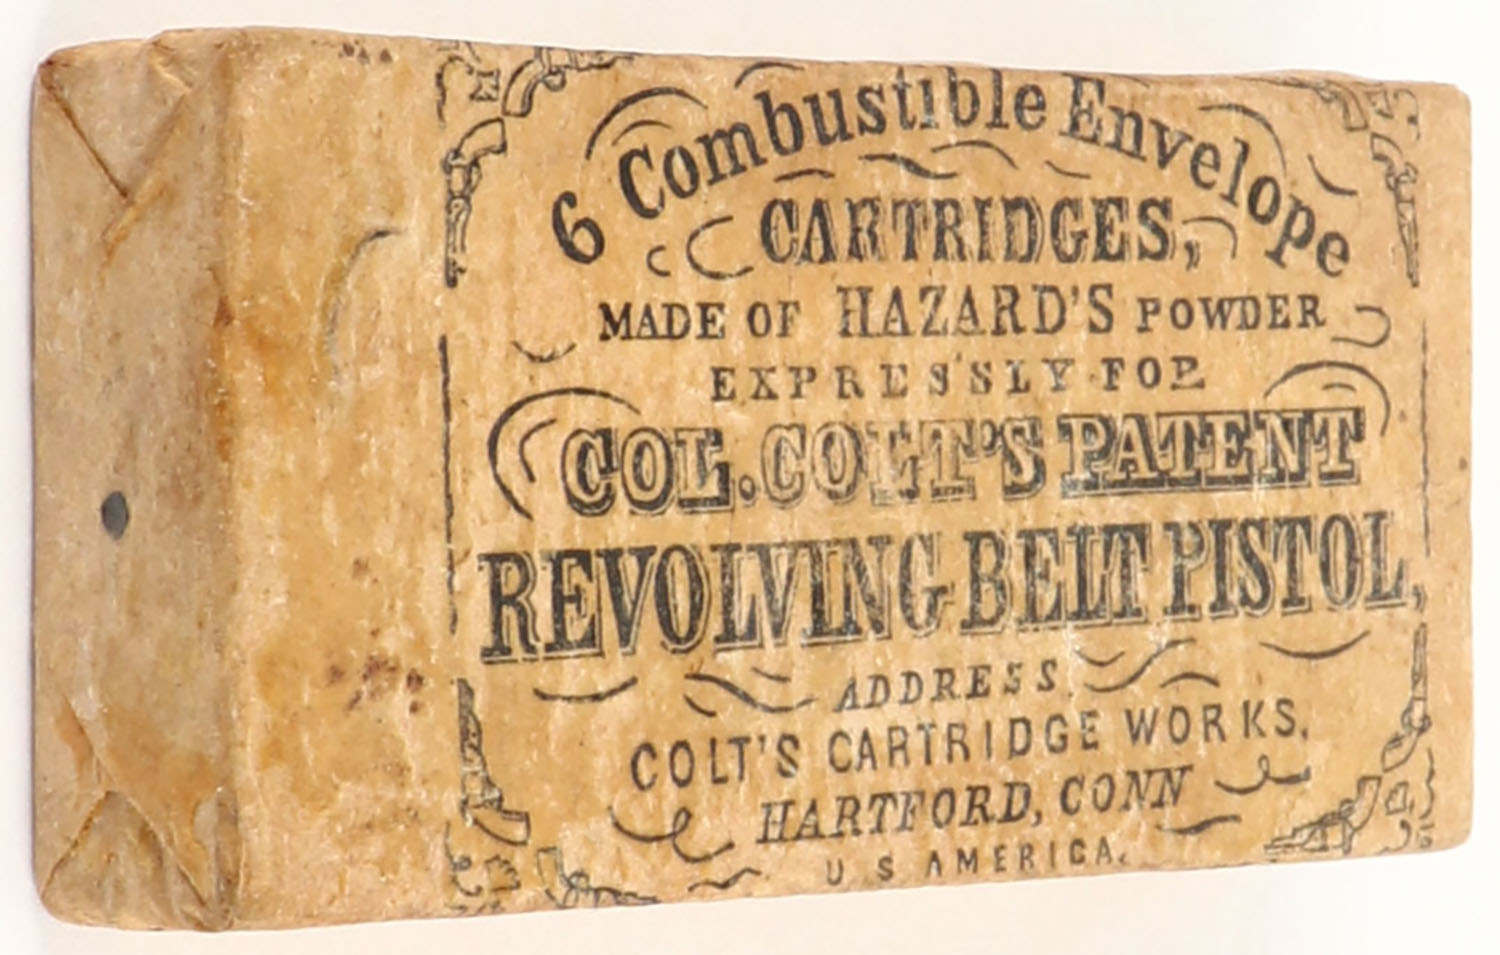 6 Combustible Envelope
CARTRIDGES,
MADE OF HAZARD'S POWDER
EXPRESSLY FOR
COL. COLT'S PATENT
REVOLVING BELT PISTOL,
ADDRESS
COLT'S CARTRIDGE WORKS,
HARTFORD, CONN
U S AMERICA.